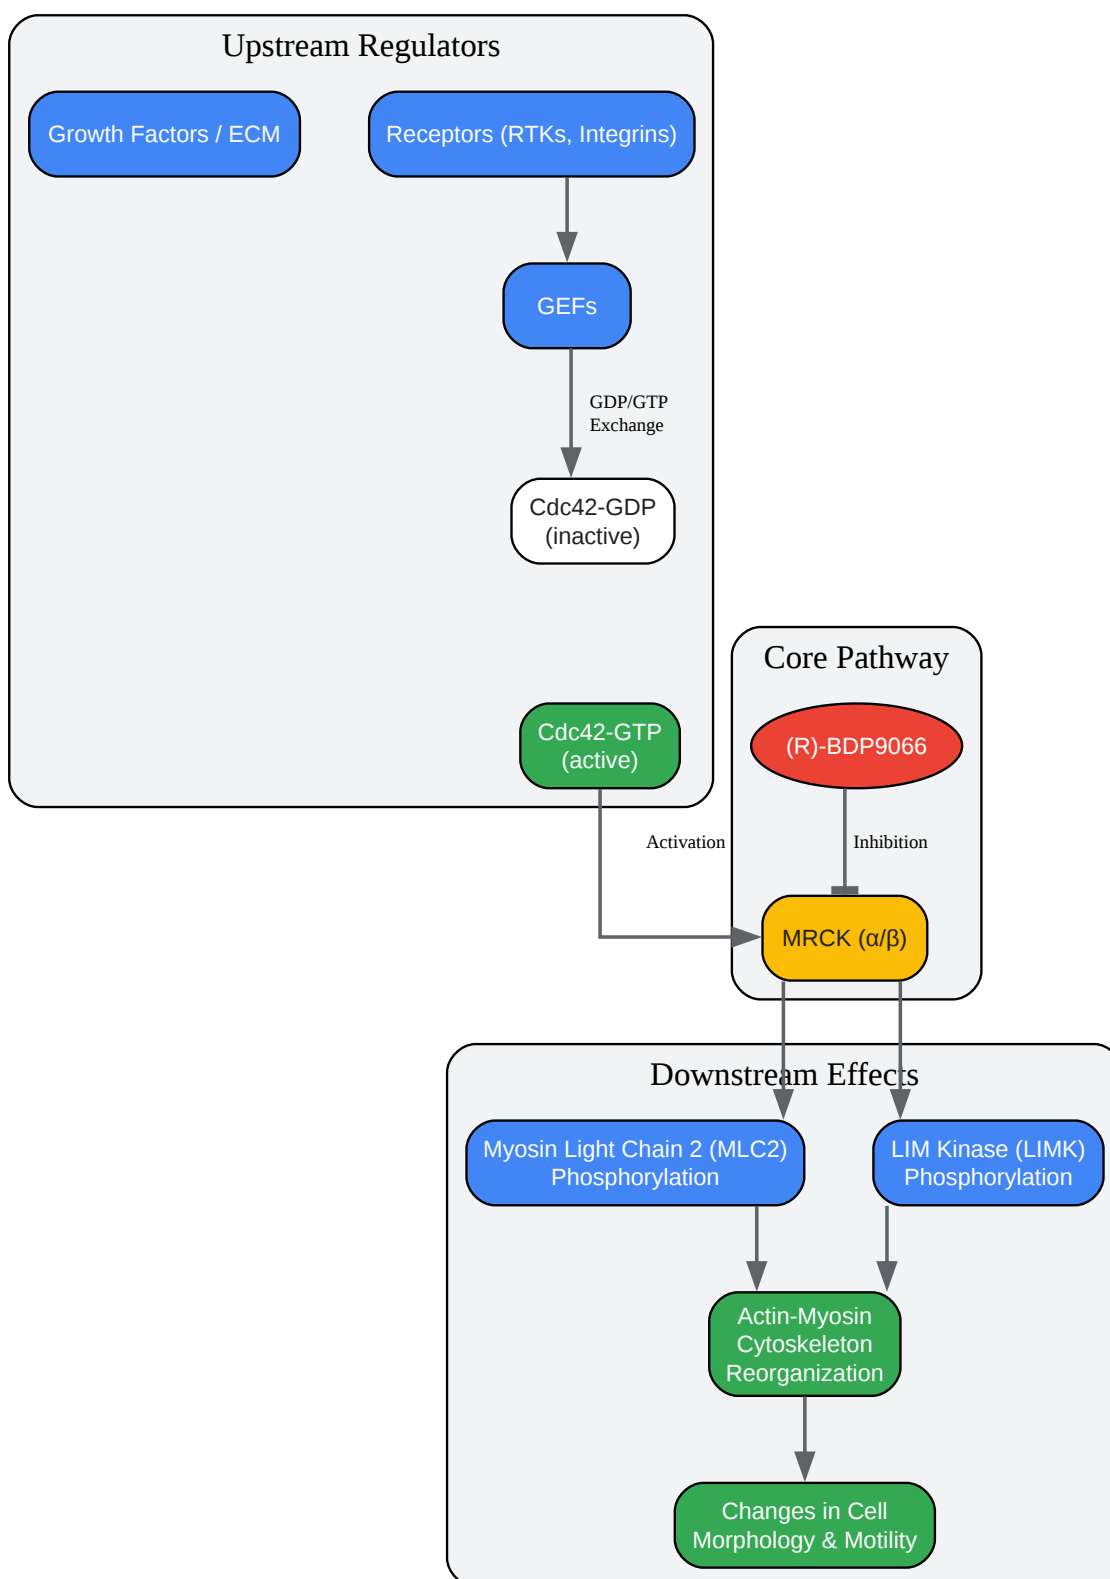 Upstream Regulators
Growth Factors / ECM
Receptors (RTKs, Integrins)
GEFs
GDP/GTP
Exchange
Cdc42-GDP
(inactive)
Cdc42-GTP
(active)
Activation
Core Pathway
(R)-BDP9066
Inhibition
MRCK (α/β)
Downstream Effects
Myosin Light Chain 2 (MLC2)
Phosphorylation
LIM Kinase (LIMK)
Phosphorylation
Actin-Myosin
Cytoskeleton
Reorganization
Changes in Cell
Morphology & Motility